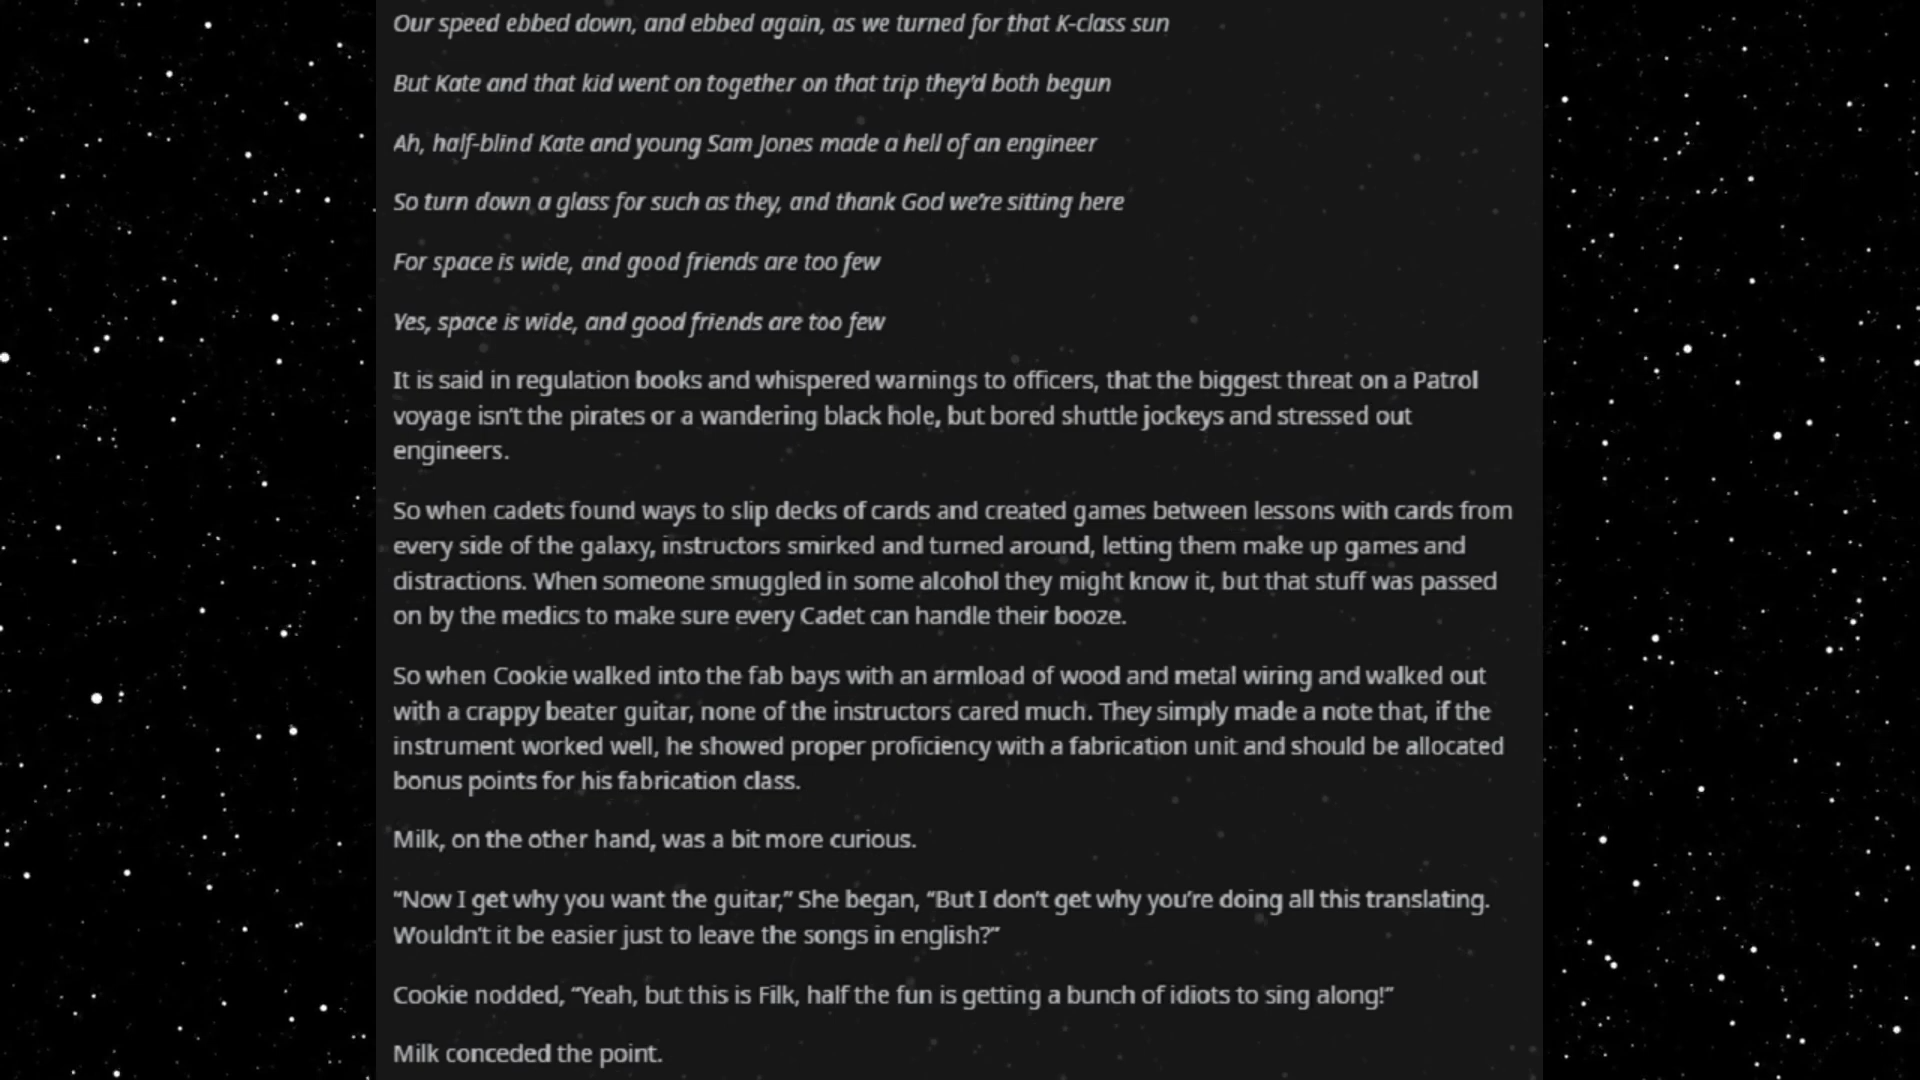 Our speed ebbed down, and ebbed again, as we turned for that K-class sun
But Kate and that kid went on together on that trip they’d both begun
Ah, half-blind Kate and young Sam Jones made a hell of an engineer
So turn down a glass for such as they, and thank God we’re sitting here
For space is wide, and good friends are too few
Yes, space is wide, and good friends are too few
It is said in regulation books and whispered warnings to officers, that the biggest threat on a Patrol
voyage isn’t the pirates or a wandering black hole, but bored shuttle jockeys and stressed out
engineers.
So when cadets found ways to slip decks of cards and created games between lessons with cards from
every side of the galaxy, instructors smirked and turned around, letting them make up games and
distractions. When someone smuggled in some alcohol they might know it, but that stuff was passed
on by the medics to make sure every Cadet can handle their booze.
So when Cookie walked into the fab bays with an armload of wood and metal wiring and walked out
with a crappy beater guitar, none of the instructors cared much. They simply made a note that, if the
instrument worked well, he showed proper proficiency with a fabrication unit and should be allocated
bonus points for his fabrication class.
Milk, on the other hand, was a bit more curious.
“Now I get why you want the guitar,” She began, “But I don’t get why you’re doing all this translating.
Wouldn’t it be easier just to leave the songs in english?”
Cookie nodded, “Yeah, but this is Filk, half the fun is getting a bunch of idiots to sing along!”
Milk conceded the point.